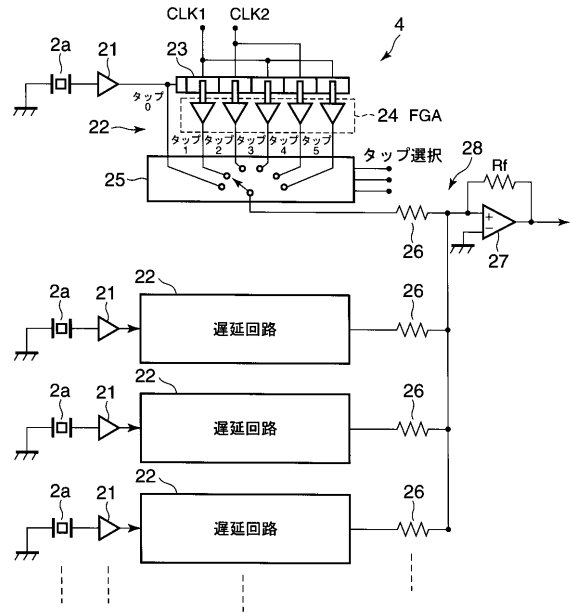 CLK1 CLK2
4
2a 21 23
タップ
0
24 FGA
22
タップ タップ タップ タップ タップ
1 2 3 4 5
タップ選択
25
28
Rf
+
−
26 27
22
2a 21 遅延回路 26
22
2a 21 遅延回路 26
22
2a 21 遅延回路 26